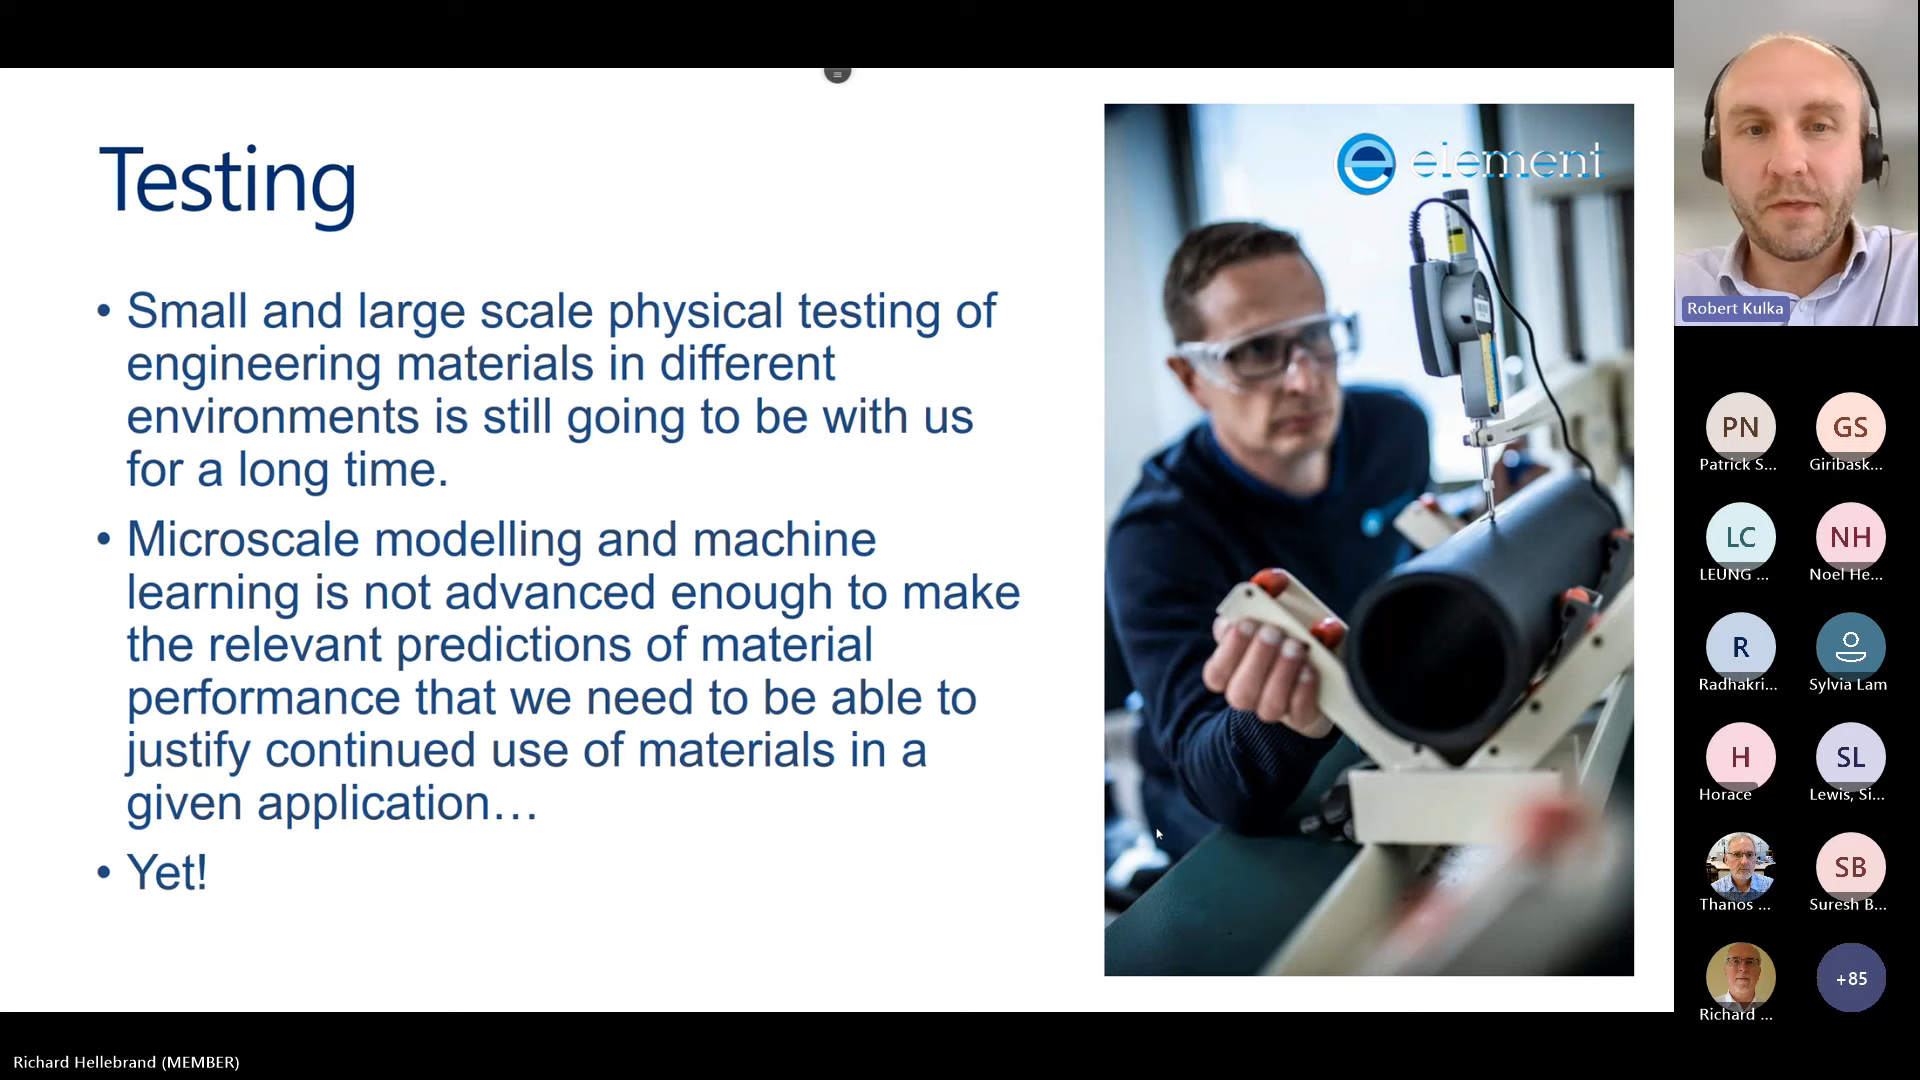 Testing
• Small and large scale physical testing of
engineering materials in different
environments is still going to be with us
for a long time.
• Microscale modelling and machine
learning is not advanced enough to make
the relevant predictions of material
performance that we need to be able to
justify continued use of materials in a
given application…
• Yet!
e element
Robert Kulka
PN
Patrick S...
GS
Giribask...
LC
LEUNG ...
NH
Noel He...
R
Radhakri...
Sylvia Lam
H
Horace
SL
Lewis, Si...
Thanos ...
SB
Suresh B...
Richard ...
+85
Richard Hellebrand (MEMBER)